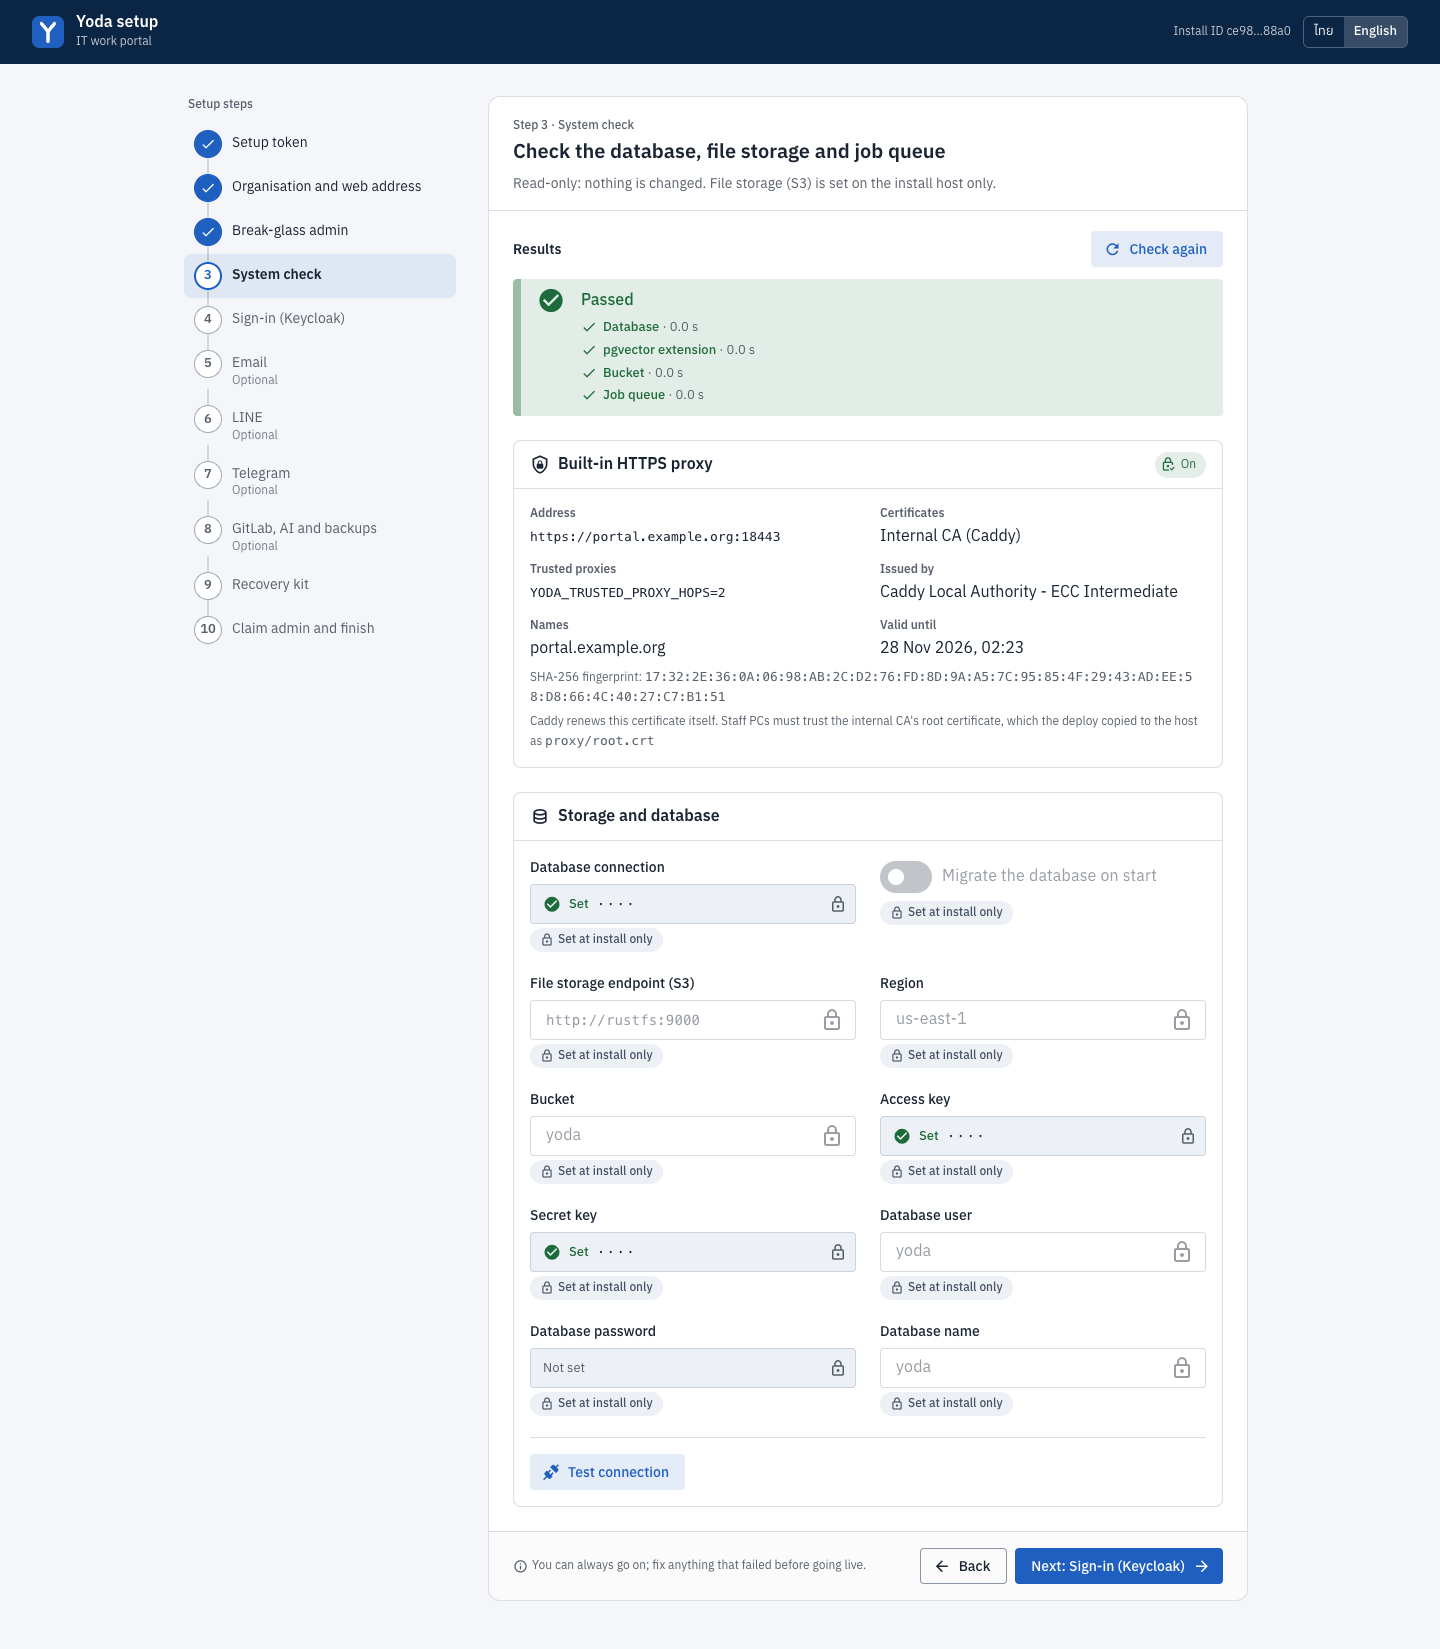 Y
Yoda setup
IT work portal
Install ID ce98...88a0
ไทย
English
Setup steps
Setup token
Organisation and web address
Break-glass admin
3 System check
4 Sign-in (Keycloak)
5 Email
Optional
6 LINE
Optional
7 Telegram
Optional
8 GitLab, AI and backups
Optional
9 Recovery kit
10 Claim admin and finish
Step 3 · System check
Check the database, file storage and job queue
Read-only: nothing is changed. File storage (S3) is set on the install host only.
Results
Check again
Passed
Database · 0.0 s
pgvector extension · 0.0 s
Bucket · 0.0 s
Job queue · 0.0 s
Built-in HTTPS proxy
On
Address
https://portal.example.org:18443
Certificates
Internal CA (Caddy)
Trusted proxies
YODA_TRUSTED_PROXY_HOPS=2
Issued by
Caddy Local Authority - ECC Intermediate
Names
portal.example.org
Valid until
28 Nov 2026, 02:23
SHA-256 fingerprint: 17:32:2E:36:0A:06:98:AB:2C:D2:76:FD:8D:9A:A5:7C:95:85:4F:29:43:AD:EE:5
8:D8:66:4C:40:27:C7:B1:51
Caddy renews this certificate itself. Staff PCs must trust the internal CA's root certificate, which the deploy copied to the host
as proxy/root.crt
Storage and database
Database connection
Set ····
Set at install only
Migrate the database on start
Set at install only
File storage endpoint (S3)
http://rustfs:9000
Set at install only
Region
us-east-1
Set at install only
Bucket
yoda
Set at install only
Access key
Set ····
Set at install only
Secret key
Set ····
Set at install only
Database user
yoda
Set at install only
Database password
Not set
Set at install only
Database name
yoda
Set at install only
Test connection
You can always go on; fix anything that failed before going live.
Back
Next: Sign-in (Keycloak)